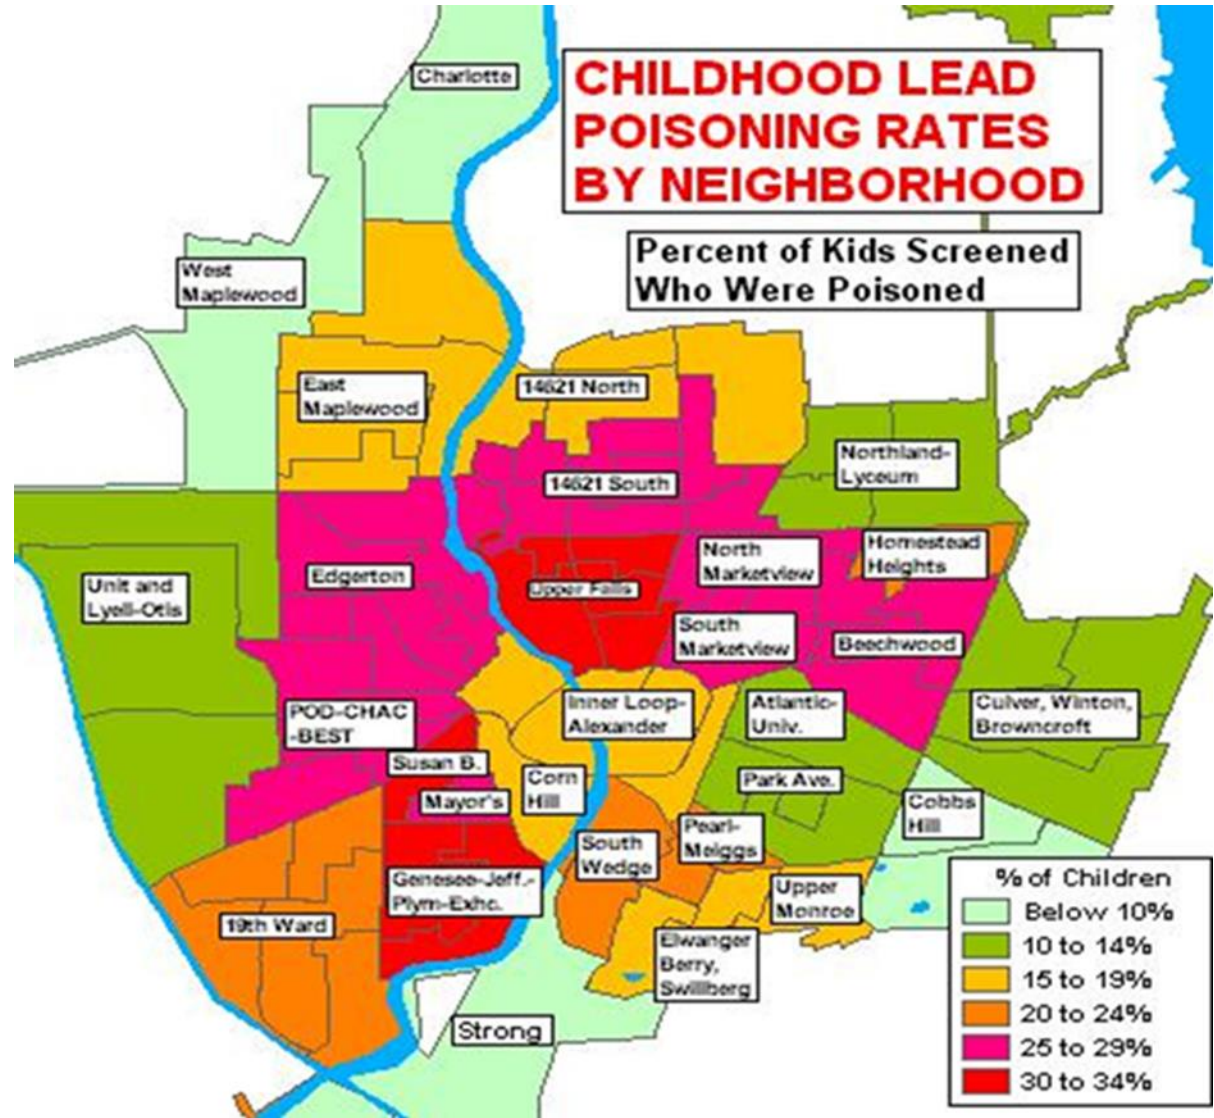 CHILDHOOD LEAD
POISONING RATES
BY NEIGHBORHOOD
Percent of Kids Screened
Who Were Poisoned
Charlotte
West
Maplewood
East
Maplewood
14621 North
14621 South
Northland-
Lyceum
Homestead
Heights
North
Marketview
Edgerton
Upper Falls
Unit and
Lyell-Otis
South
Marketview
Beechwood
Inner Loop-
Alexander
Atlantic-
Univ.
Culver, Winton,
Browncroft
POD-CHAC
-BEST
Susan B.
Mayor's
Corn
Hill
Park Ave.
Cobbs
Hill
South
Wedge
Pearl-
Meiggs
Genesee-Jeff.-
Plym-Exhc.
Upper
Monroe
19th Ward
Elwanger
Berry,
Swillberg
Strong
% of Children
Below 10%
10 to 14%
15 to 19%
20 to 24%
25 to 29%
30 to 34%